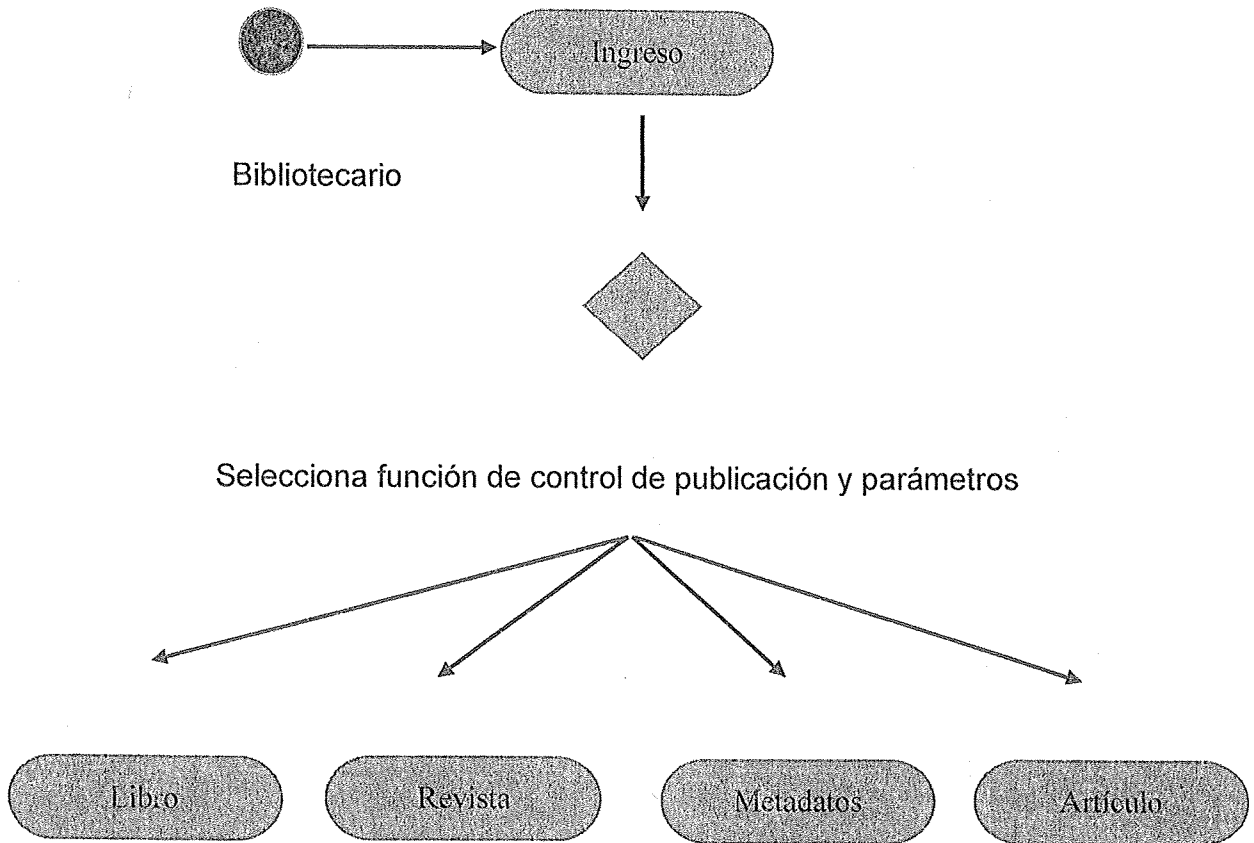 Ingreso
Bibliotecario
Selecciona función de control de publicación y parámetros
Libro
Revista
Metadatos
Artículo